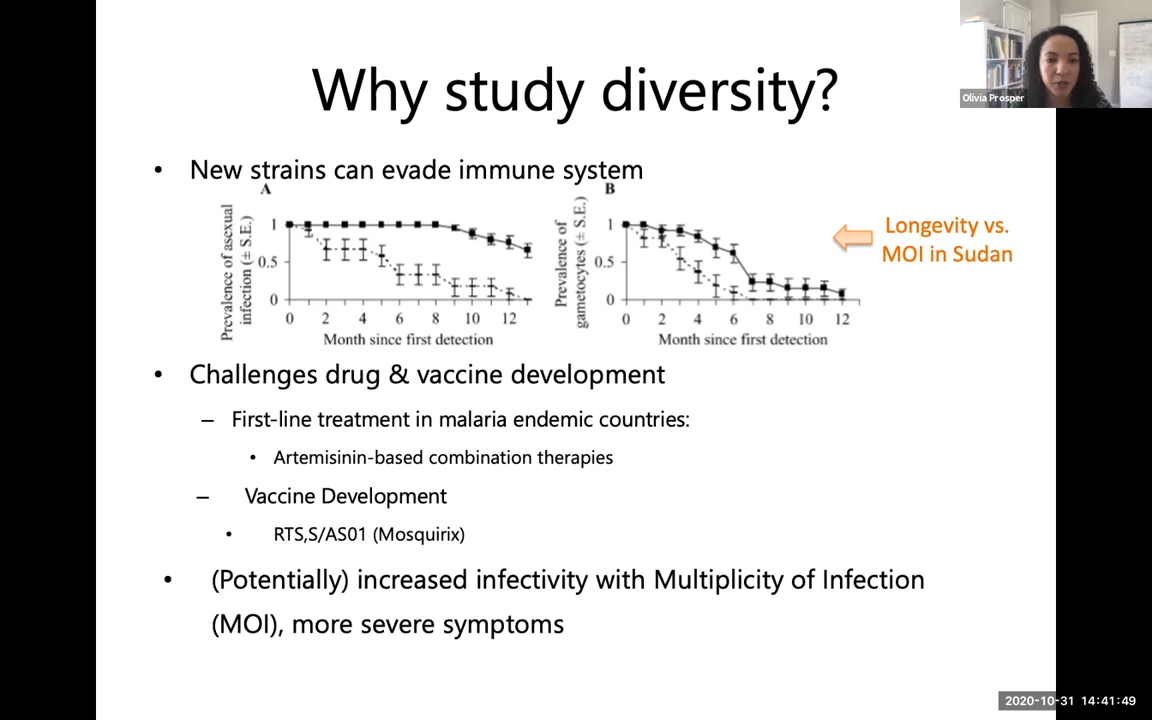 Why study diversity?
Olivia Prosper
• New strains can evade immune system
A
Prevalence of asexual
infection (± S.E.)
1
0.5
0
0 2 4 6 8 10 12
Month since first detection
B
Prevalence of
gametocytes (± S.E.)
1
0.5
0
0 2 4 6 8 10 12
Month since first detection
Longevity vs.
MOI in Sudan
• Challenges drug & vaccine development
– First-line treatment in malaria endemic countries:
• Artemisinin-based combination therapies
– Vaccine Development
• RTS,S/AS01 (Mosquirix)
• (Potentially) increased infectivity with Multiplicity of Infection
(MOI), more severe symptoms
2020-10-31 14:41:49